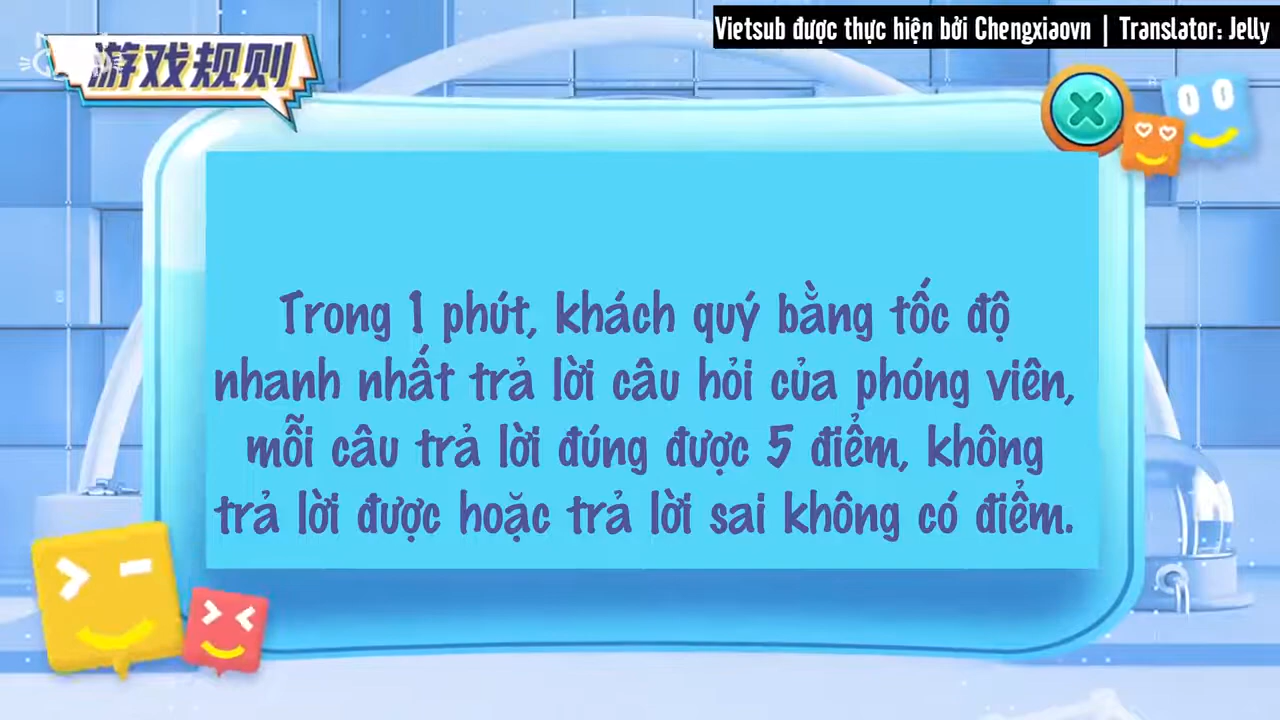 Vietsub được thực hiện bởi Chengxiaovn | Translator: Jelly
游戏规则
Trong 1 phút, khách quý bằng tốc độ
nhanh nhất trả lời câu hỏi của phóng viên,
mỗi câu trả lời đúng được 5 điểm, không
trả lời được hoặc trả lời sai không có điểm.